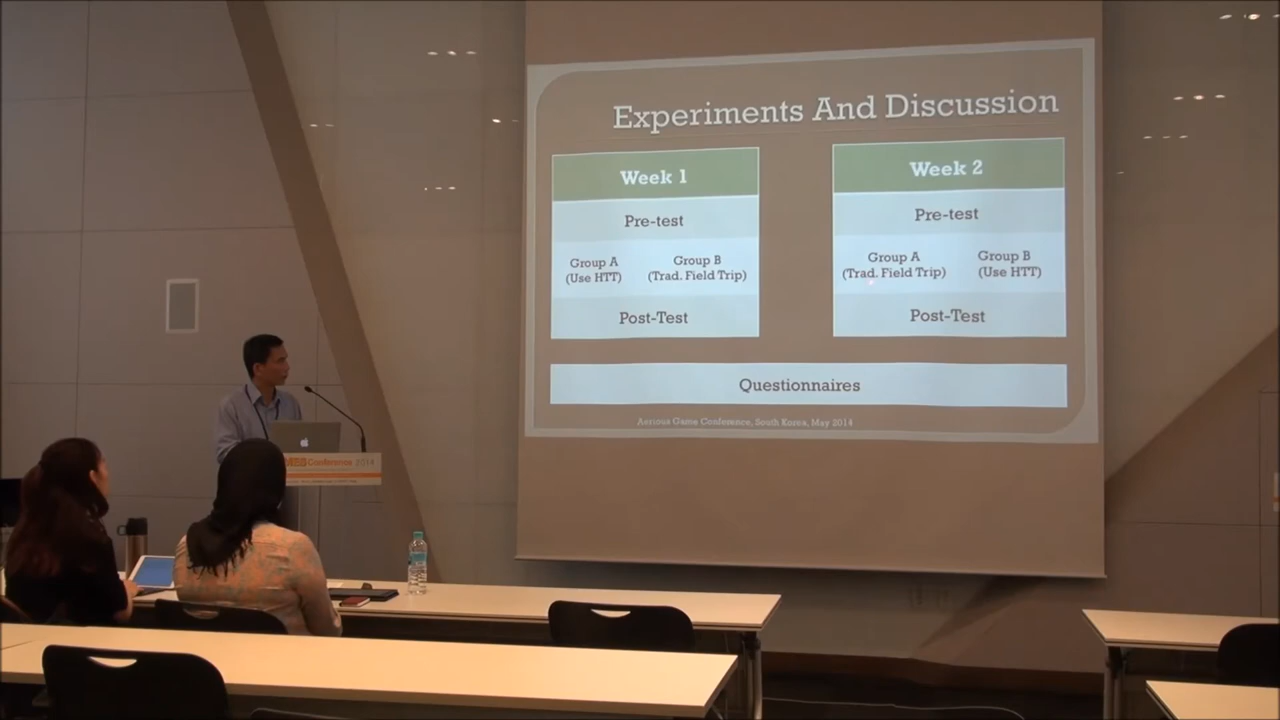 Experiments And Discussion
Week 1
Pre-test
Group A
(Use HTT)
Group B
(Trad. Field Trip)
Post-Test
Week 2
Pre-test
Group A
(Trad. Field Trip)
Group B
(Use HTT)
Post-Test
Questionnaires
Aerious Game Conference, South Korea, May 2014
Conference 2014